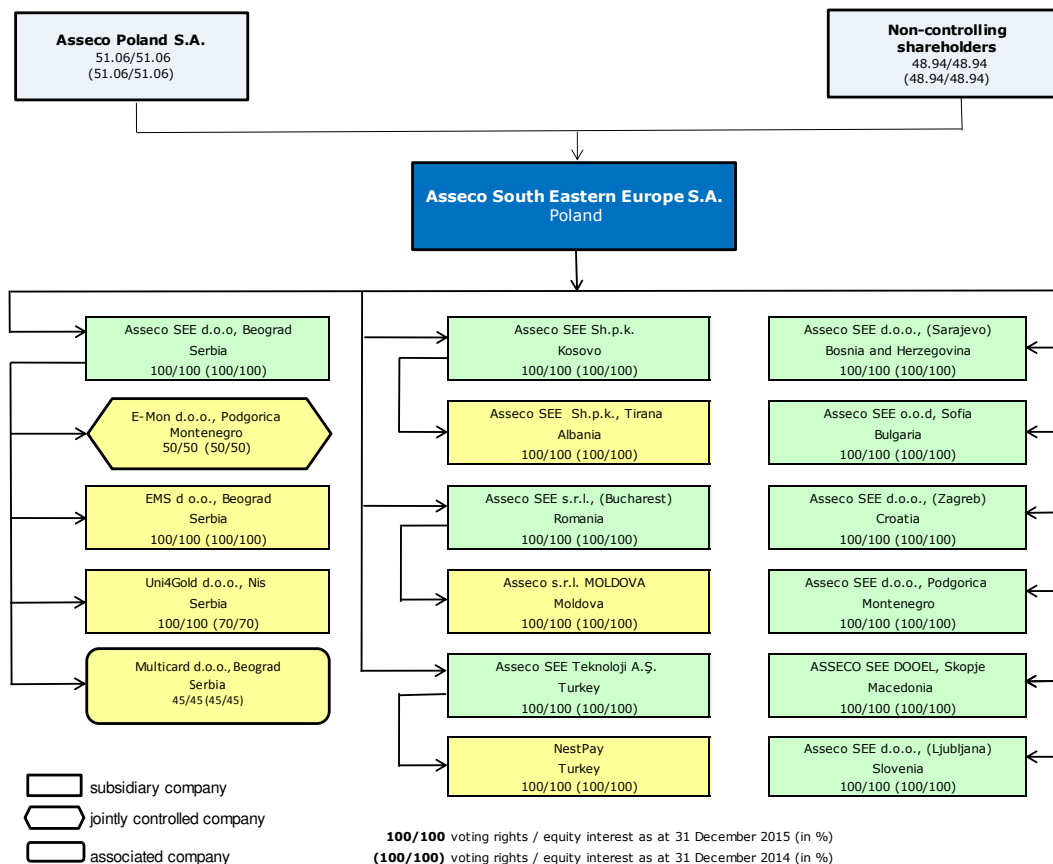 Asseco Poland S.A.
51.06/51.06
(51.06/51.06)
Non-controlling
shareholders
48.94/48.94
(48.94/48.94)
Asseco South Eastern Europe S.A.
Poland
Asseco SEE d.o.o, Beograd
Serbia
100/100 (100/100)
E-Mon d.o.o., Podgorica
Montenegro
50/50 (50/50)
EMS d o.o., Beograd
Serbia
100/100 (100/100)
Uni4Gold d.o.o., Nis
Serbia
100/100 (70/70)
Multicard d.o.o., Beograd
Serbia
45/45 (45/45)
Asseco SEE Sh.p.k.
Kosovo
100/100 (100/100)
Asseco SEE Sh.p.k., Tirana
Albania
100/100 (100/100)
Asseco SEE s.r.l., (Bucharest)
Romania
100/100 (100/100)
Asseco s.r.l. MOLDOVA
Moldova
100/100 (100/100)
Asseco SEE Teknoloji A.Ş.
Turkey
100/100 (100/100)
NestPay
Turkey
100/100 (100/100)
Asseco SEE d.o.o., (Sarajevo)
Bosnia and Herzegovina
100/100 (100/100)
Asseco SEE o.o.d, Sofia
Bulgaria
100/100 (100/100)
Asseco SEE d.o.o., (Zagreb)
Croatia
100/100 (100/100)
Asseco SEE d.o.o., Podgorica
Montenegro
100/100 (100/100)
ASSECO SEE DOOEL, Skopje
Macedonia
100/100 (100/100)
Asseco SEE d.o.o., (Ljubljana)
Slovenia
100/100 (100/100)
subsidiary company
jointly controlled company
associated company
100/100 voting rights / equity interest as at 31 December 2015 (in %)
(100/100) voting rights / equity interest as at 31 December 2014 (in %)